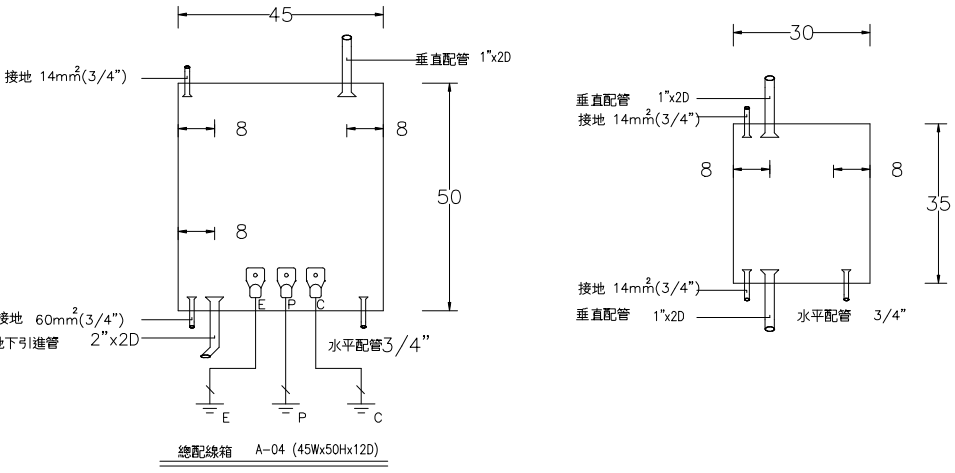 45
垂直配管 1"x2D
接地 14mm²(3/4")
8
8
50
8
E
P
C
接地 60mm²(3/4")
地下引進管 2"x2D
水平配管3/4"
E
P
C
總配線箱 A-04 (45Wx50Hx12D)
30
垂直配管 1"x2D
接地 14mm²(3/4")
8
8
35
接地 14mm²(3/4")
垂直配管 1"x2D
水平配管 3/4"